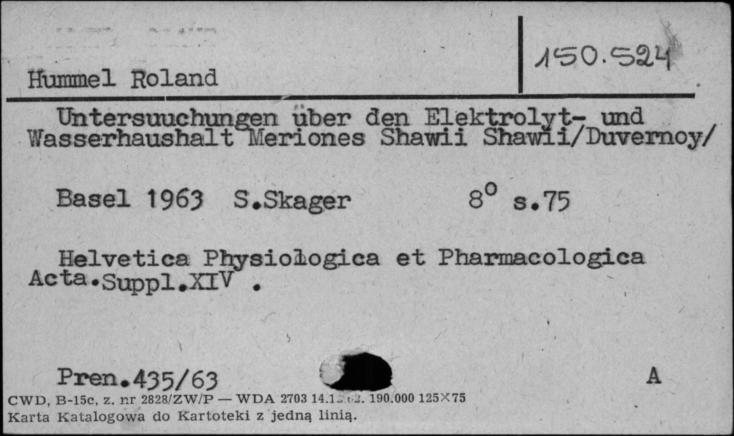 150.524
Hummel Roland
Untersuuchungen über den Elektrolyt- und
Wasserhaushalt Meriones Shawii Shawii/Duvernoy/
Basel 1963 S.Skager 8° s.75
Helvetica Physiologica et Pharmacologica
Acta.Suppl.XIV .
Pren.435/63 A
CWD, B-15c, z. nr 2828/ZW/P — WDA 2703 190.000 125×75
Karta Katalogowa do Kartoteki z jedną linią.